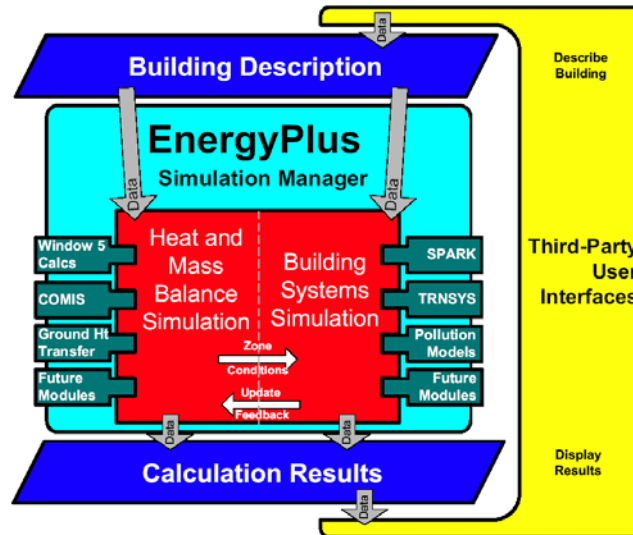 Data
Building Description
Describe
Building
EnergyPlus
Simulation Manager
Data
Data
Window 5
Calcs
COMIS
Ground Ht
Transfer
Future
Modules
Heat and
Mass
Balance
Simulation
Building
Systems
Simulation
Zone
Conditions
Update
Feedback
SPARK
TRNSYS
Pollution
Models
Future
Modules
Third-Party
User
Interfaces
Data
Data
Calculation Results
Display
Results
Data